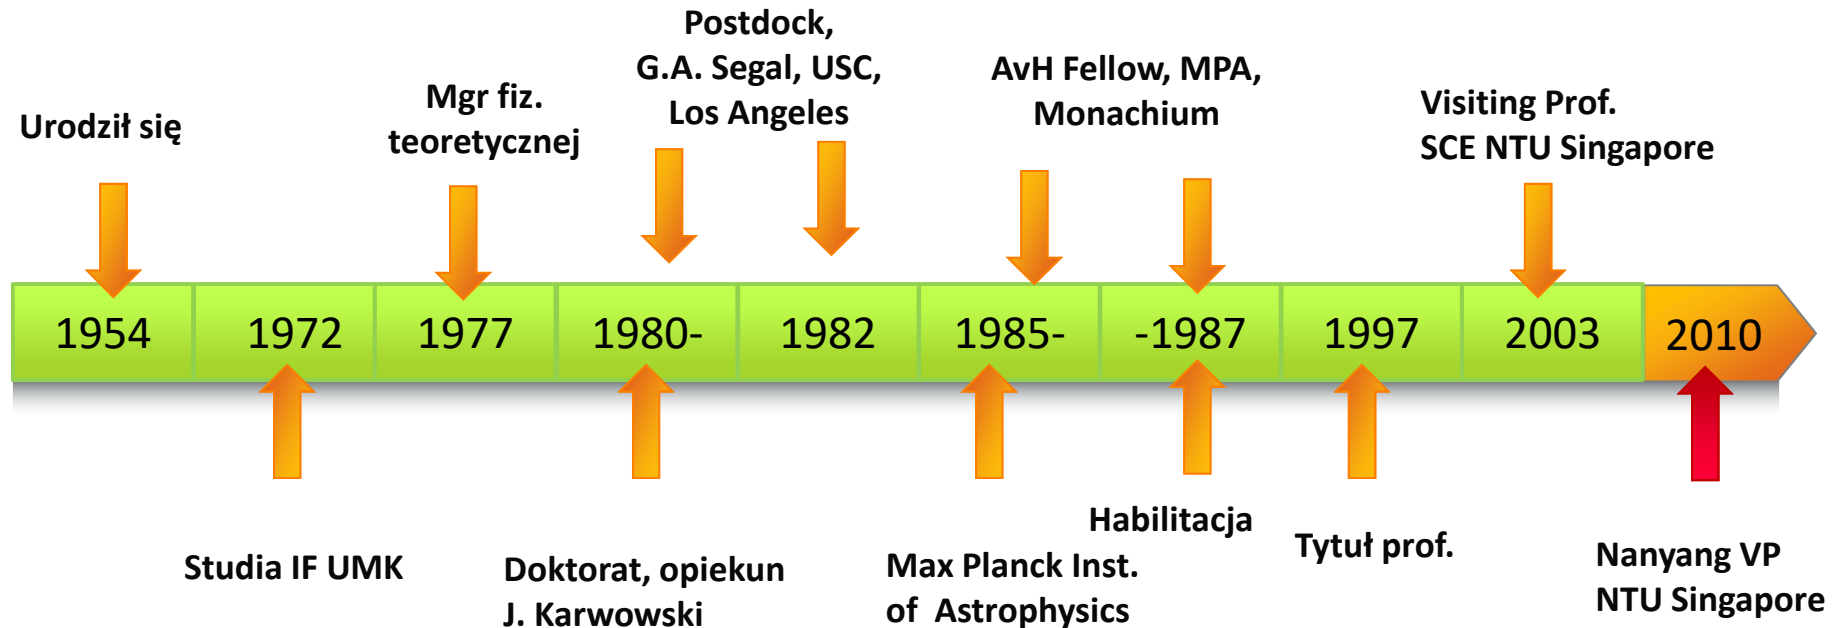 Urodził się
Mgr fiz.
teoretycznej
Postdock,
G.A. Segal, USC,
Los Angeles
AvH Fellow, MPA,
Monachium
Visiting Prof.
SCE NTU Singapore
1954
1972
1977
1980-
1982
1985-
-1987
1997
2003
2010
Studia IF UMK
Doktorat, opiekun
J. Karwowski
Max Planck Inst.
of Astrophysics
Habilitacja
Tytuł prof.
Nanyang VP
NTU Singapore